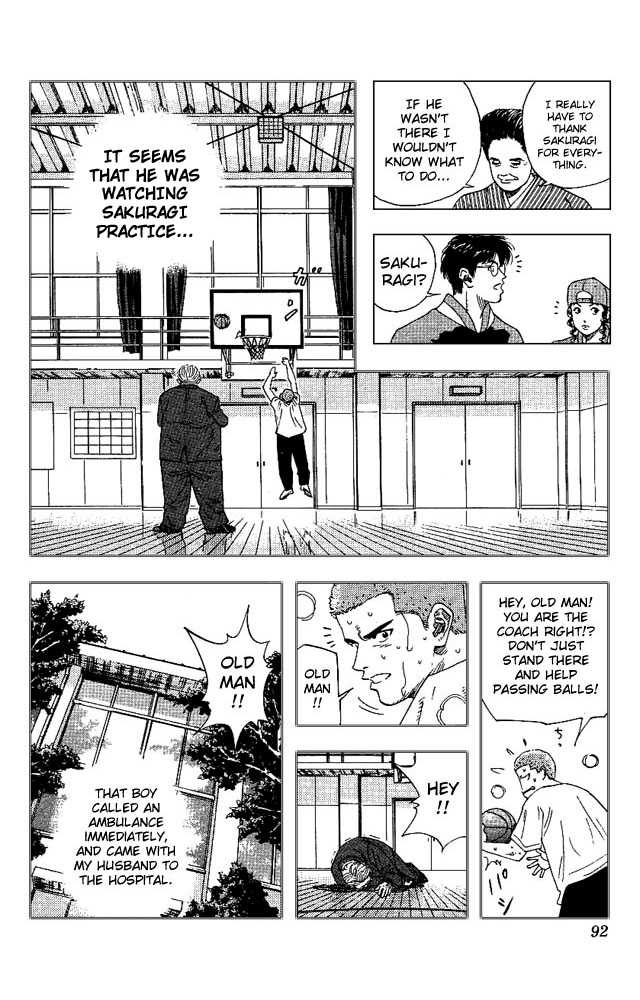 I REALLY
HAVE TO
THANK
SAKURAGI
FOR EVERY-
THING.
IF HE
WASN'T
THERE I
WOULDN'T
KNOW WHAT
TO DO...
SAKU-
RAGI?
IT SEEMS
THAT HE WAS
WATCHING
SAKURAGI
PRACTICE...
HEY, OLD MAN!
YOU ARE THE
COACH RIGHT!?
DON'T JUST
STAND THERE
AND HELP
PASSING BALLS!
OLD
MAN
!!
HEY
!!
OLD
MAN
!!
THAT BOY
CALLED AN
AMBULANCE
IMMEDIATELY,
AND CAME WITH
MY HUSBAND TO
THE HOSPITAL.
92